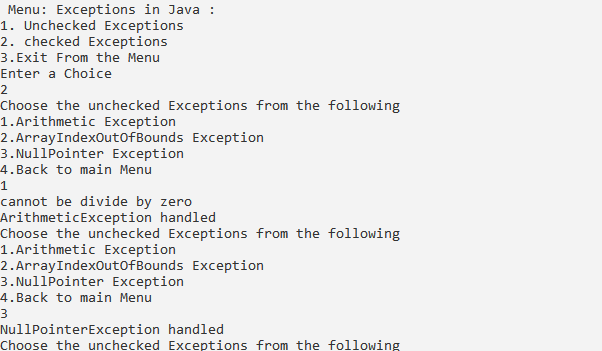 Menu: Exceptions in Java :
1. Unchecked Exceptions
2. checked Exceptions
3.Exit From the Menu
Enter a Choice
2
Choose the unchecked Exceptions from the following
1.Arithmetic Exception
2.ArrayIndexOutOfBounds Exception
3.NullPointer Exception
4.Back to main Menu
1
cannot be divide by zero
ArithmeticException handled
Choose the unchecked Exceptions from the following
1.Arithmetic Exception
2.ArrayIndexOutOfBounds Exception
3.NullPointer Exception
4.Back to main Menu
3
NullPointerException handled
Choose the unchecked Exceptions from the following